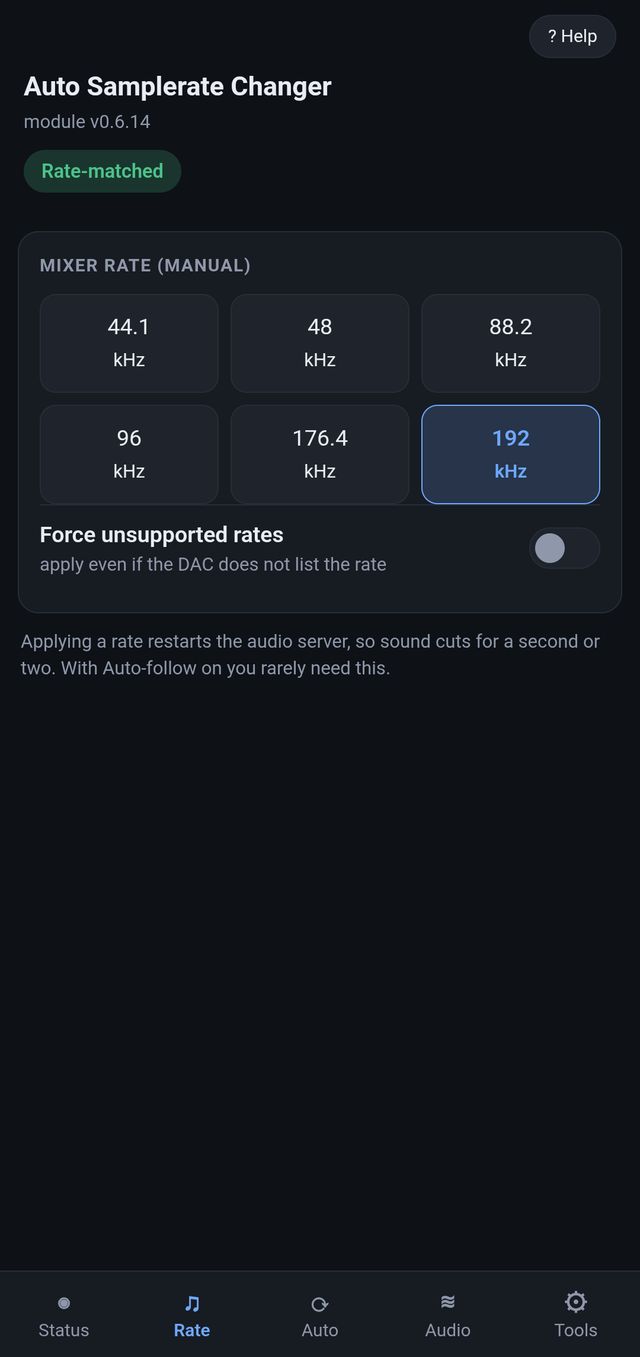 ? Help
Auto Samplerate Changer
module v0.6.14
Rate-matched
MIXER RATE (MANUAL)
44.1
kHz
48
kHz
88.2
kHz
96
kHz
176.4
kHz
192
kHz
Force unsupported rates
apply even if the DAC does not list the rate
Applying a rate restarts the audio server, so sound cuts for a second or
two. With Auto-follow on you rarely need this.
Status
Rate
Auto
Audio
Tools